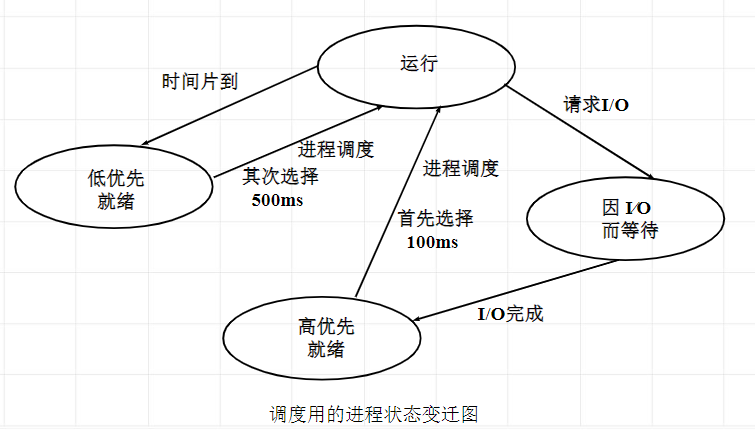 运行
时间片到
请求I/O
进程调度
其次选择
500ms
进程调度
低优先
就绪
首先选择
100ms
因 I/O
而等待
I/O完成
高优先
就绪
调度用的进程状态变迁图